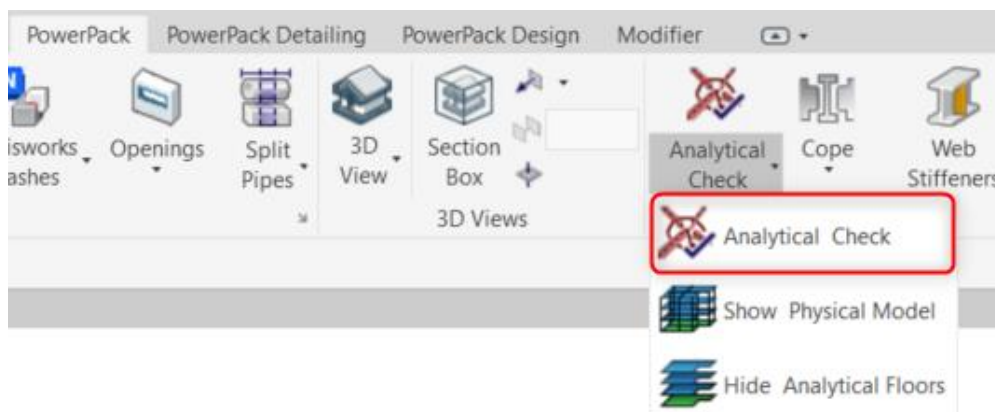 PowerPack PowerPack Detailing PowerPack Design Modifier
N
isworks Openings Split 3D Section Analytical Cope Web
ashes Pipes View Box Check Stiffeners
3D Views
Analytical Check
Show Physical Model
Hide Analytical Floors